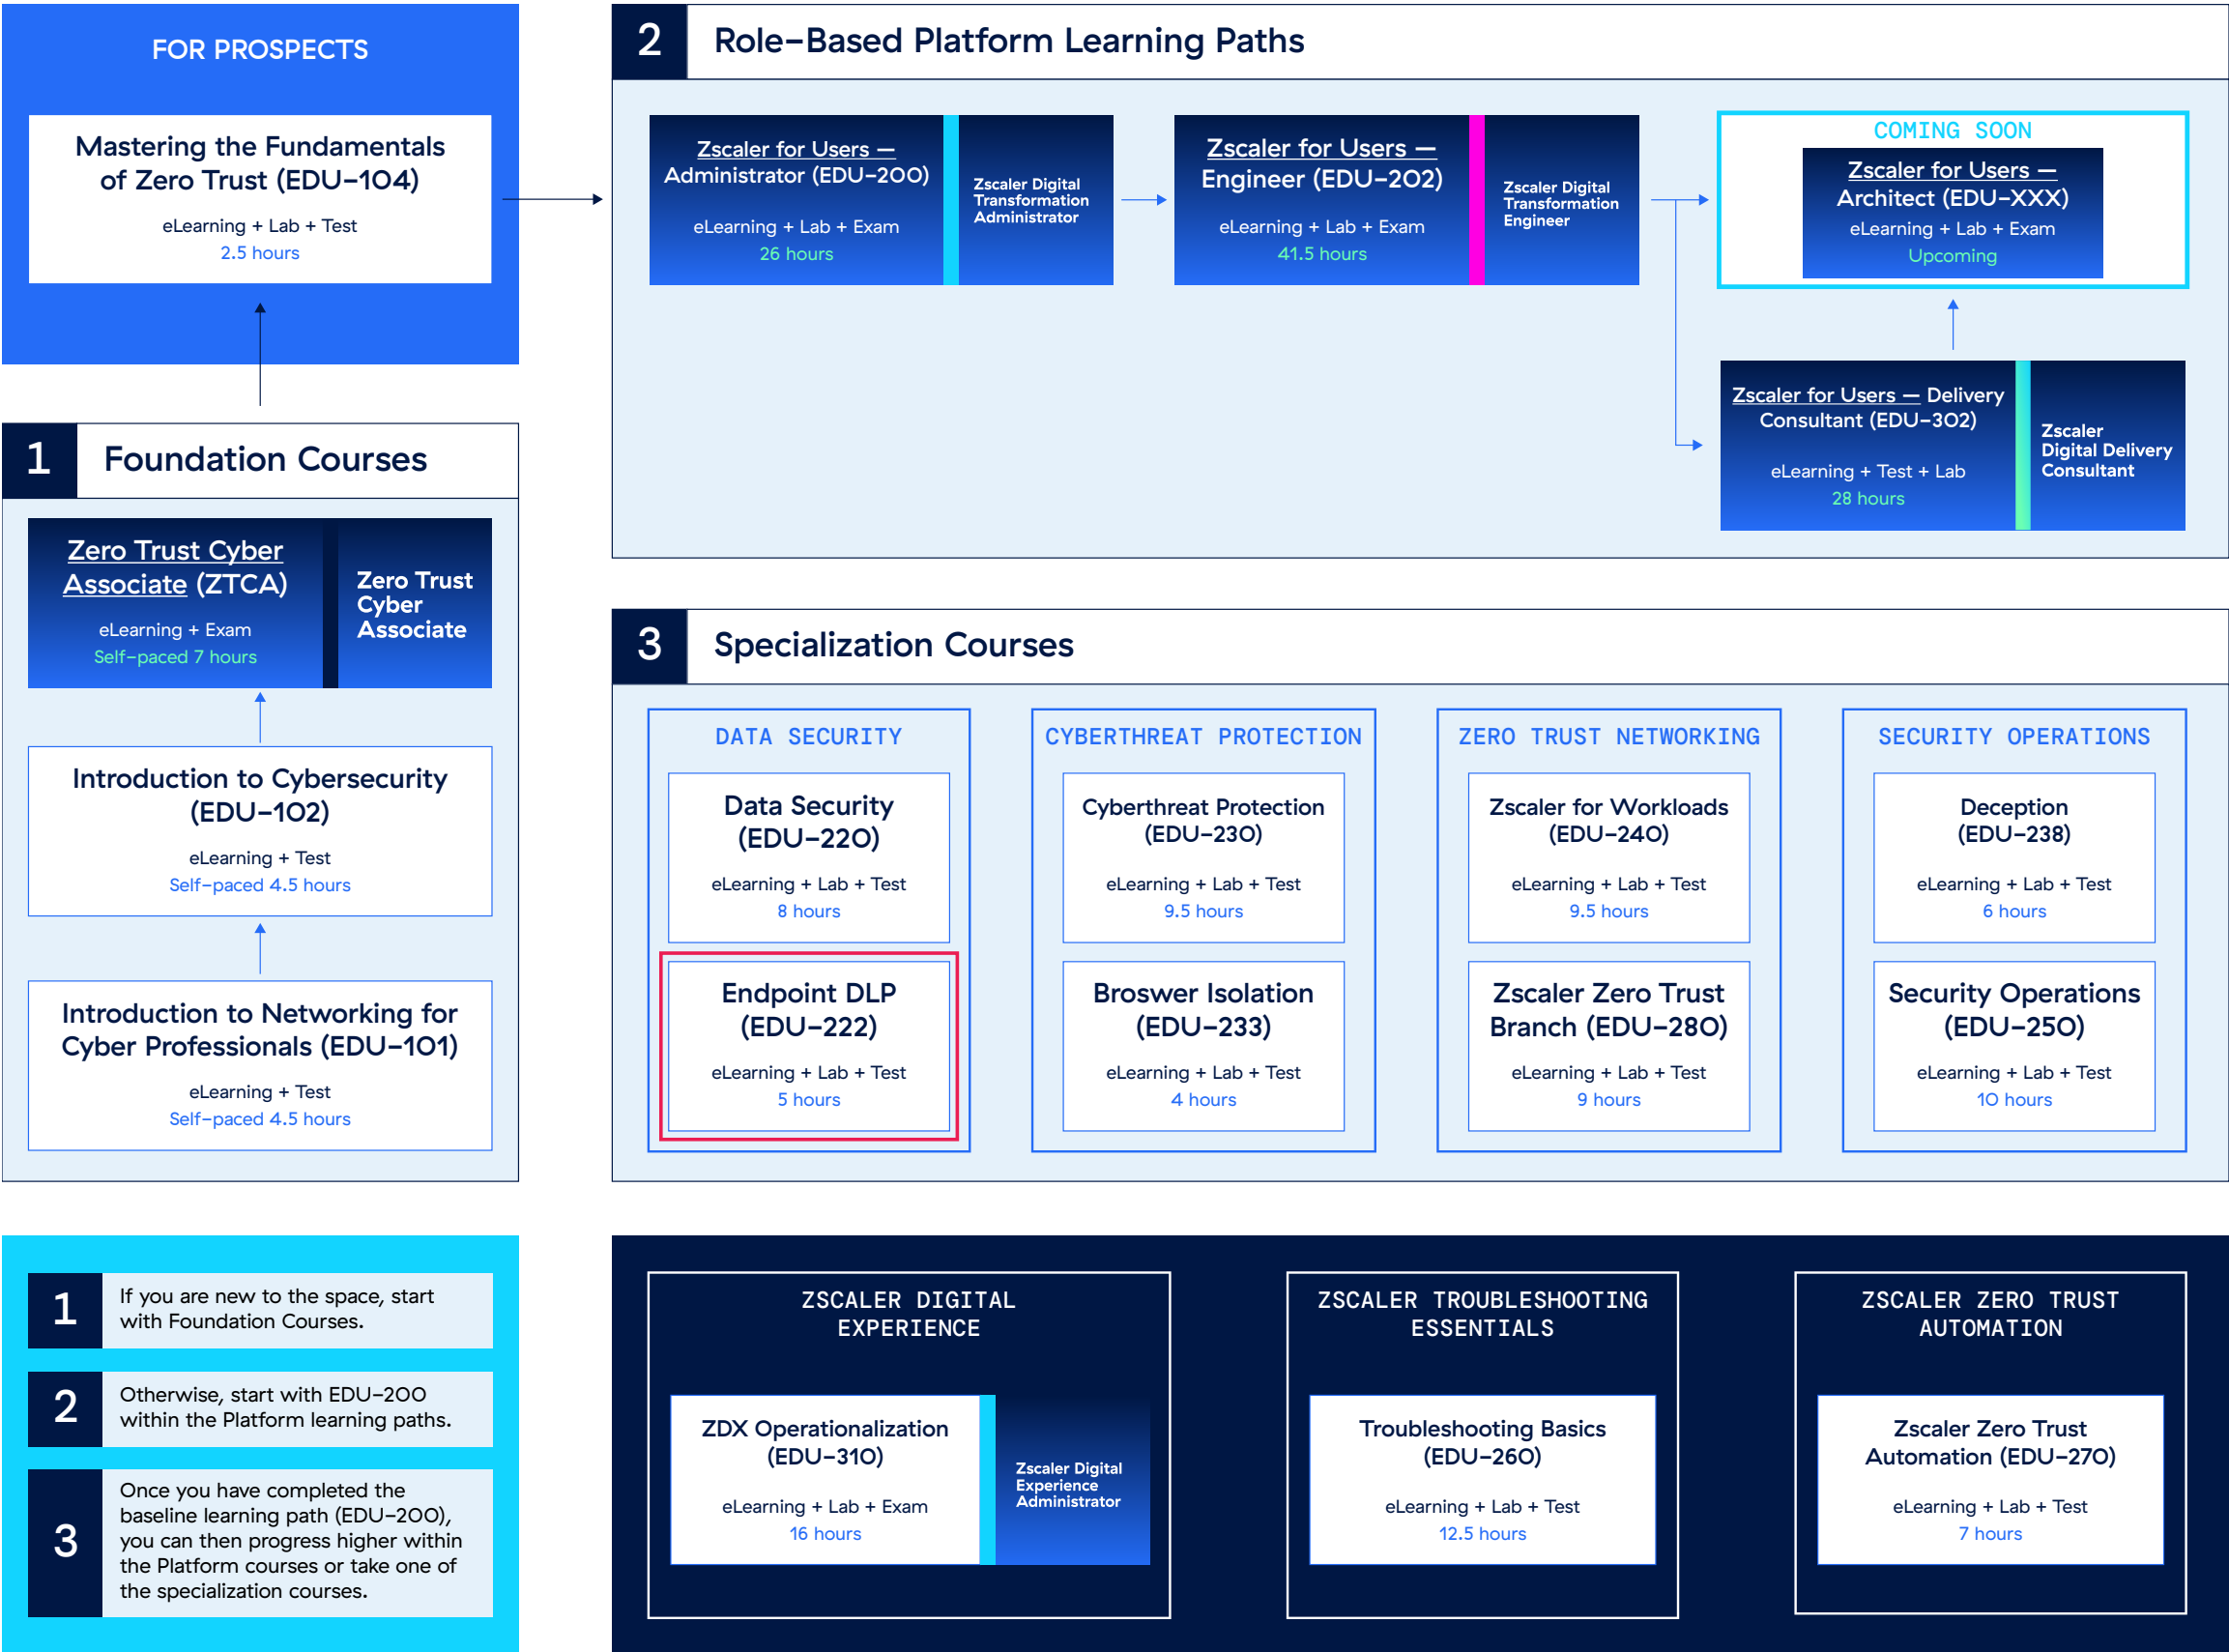 FOR PROSPECTS
Mastering the Fundamentals
of Zero Trust (EDU-104)
eLearning + Lab + Test
2.5 hours
1
Foundation Courses
Zero Trust Cyber
Associate (ZTCA)
eLearning + Exam
Self-paced 7 hours
Zero Trust
Cyber
Associate
Introduction to Cybersecurity
(EDU-102)
eLearning + Test
Self-paced 4.5 hours
Introduction to Networking for
Cyber Professionals (EDU-101)
eLearning + Test
Self-paced 4.5 hours
2
Role-Based Platform Learning Paths
Zscaler for Users —
Administrator (EDU-200)
eLearning + Lab + Exam
26 hours
Zscaler Digital
Transformation
Administrator
Zscaler for Users —
Engineer (EDU-202)
eLearning + Lab + Exam
41.5 hours
Zscaler Digital
Transformation
Engineer
COMING SOON
Zscaler for Users —
Architect (EDU-XXX)
eLearning + Lab + Exam
Upcoming
Zscaler for Users — Delivery
Consultant (EDU-302)
eLearning + Test + Lab
28 hours
Zscaler
Digital Delivery
Consultant
3
Specialization Courses
DATA SECURITY
Data Security
(EDU-220)
eLearning + Lab + Test
8 hours
Endpoint DLP
(EDU-222)
eLearning + Lab + Test
5 hours
CYBERTHREAT PROTECTION
Cyberthreat Protection
(EDU-230)
eLearning + Lab + Test
9.5 hours
Broswer Isolation
(EDU-233)
eLearning + Lab + Test
4 hours
ZERO TRUST NETWORKING
Zscaler for Workloads
(EDU-240)
eLearning + Lab + Test
9.5 hours
Zscaler Zero Trust
Branch (EDU-280)
eLearning + Lab + Test
9 hours
SECURITY OPERATIONS
Deception
(EDU-238)
eLearning + Lab + Test
6 hours
Security Operations
(EDU-250)
eLearning + Lab + Test
10 hours
1
If you are new to the space, start
with Foundation Courses.
2
Otherwise, start with EDU-200
within the Platform learning paths.
3
Once you have completed the
baseline learning path (EDU-200),
you can then progress higher within
the Platform courses or take one of
the specialization courses.
ZSCALER DIGITAL
EXPERIENCE
ZDX Operationalization
(EDU-310)
eLearning + Lab + Exam
16 hours
Zscaler Digital
Experience
Administrator
ZSCALER TROUBLESHOOTING
ESSENTIALS
Troubleshooting Basics
(EDU-260)
eLearning + Lab + Test
12.5 hours
ZSCALER ZERO TRUST
AUTOMATION
Zscaler Zero Trust
Automation (EDU-270)
eLearning + Lab + Test
7 hours